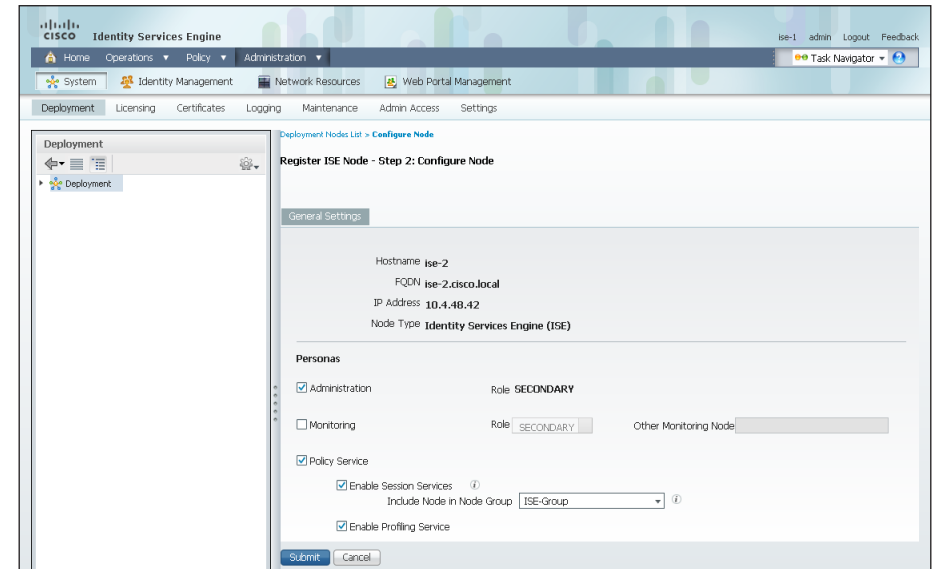 CISCO Identity Services Engine
ise-1 admin Logout Feedback
Home Operations Policy Administration
Task Navigator
System Identity Management Network Resources Web Portal Management
Deployment Licensing Certificates Logging Maintenance Admin Access Settings
Deployment
Deployment
Deployment Nodes List > Configure Node
Register ISE Node - Step 2: Configure Node
General Settings
Hostname ise-2
FQDN ise-2.cisco.local
IP Address 10.4.48.42
Node Type Identity Services Engine (ISE)
Personas
Administration Role SECONDARY
Monitoring Role SECONDARY Other Monitoring Node
Policy Service
Enable Session Services
Include Node in Node Group ISE-Group
Enable Profiling Service
Submit Cancel